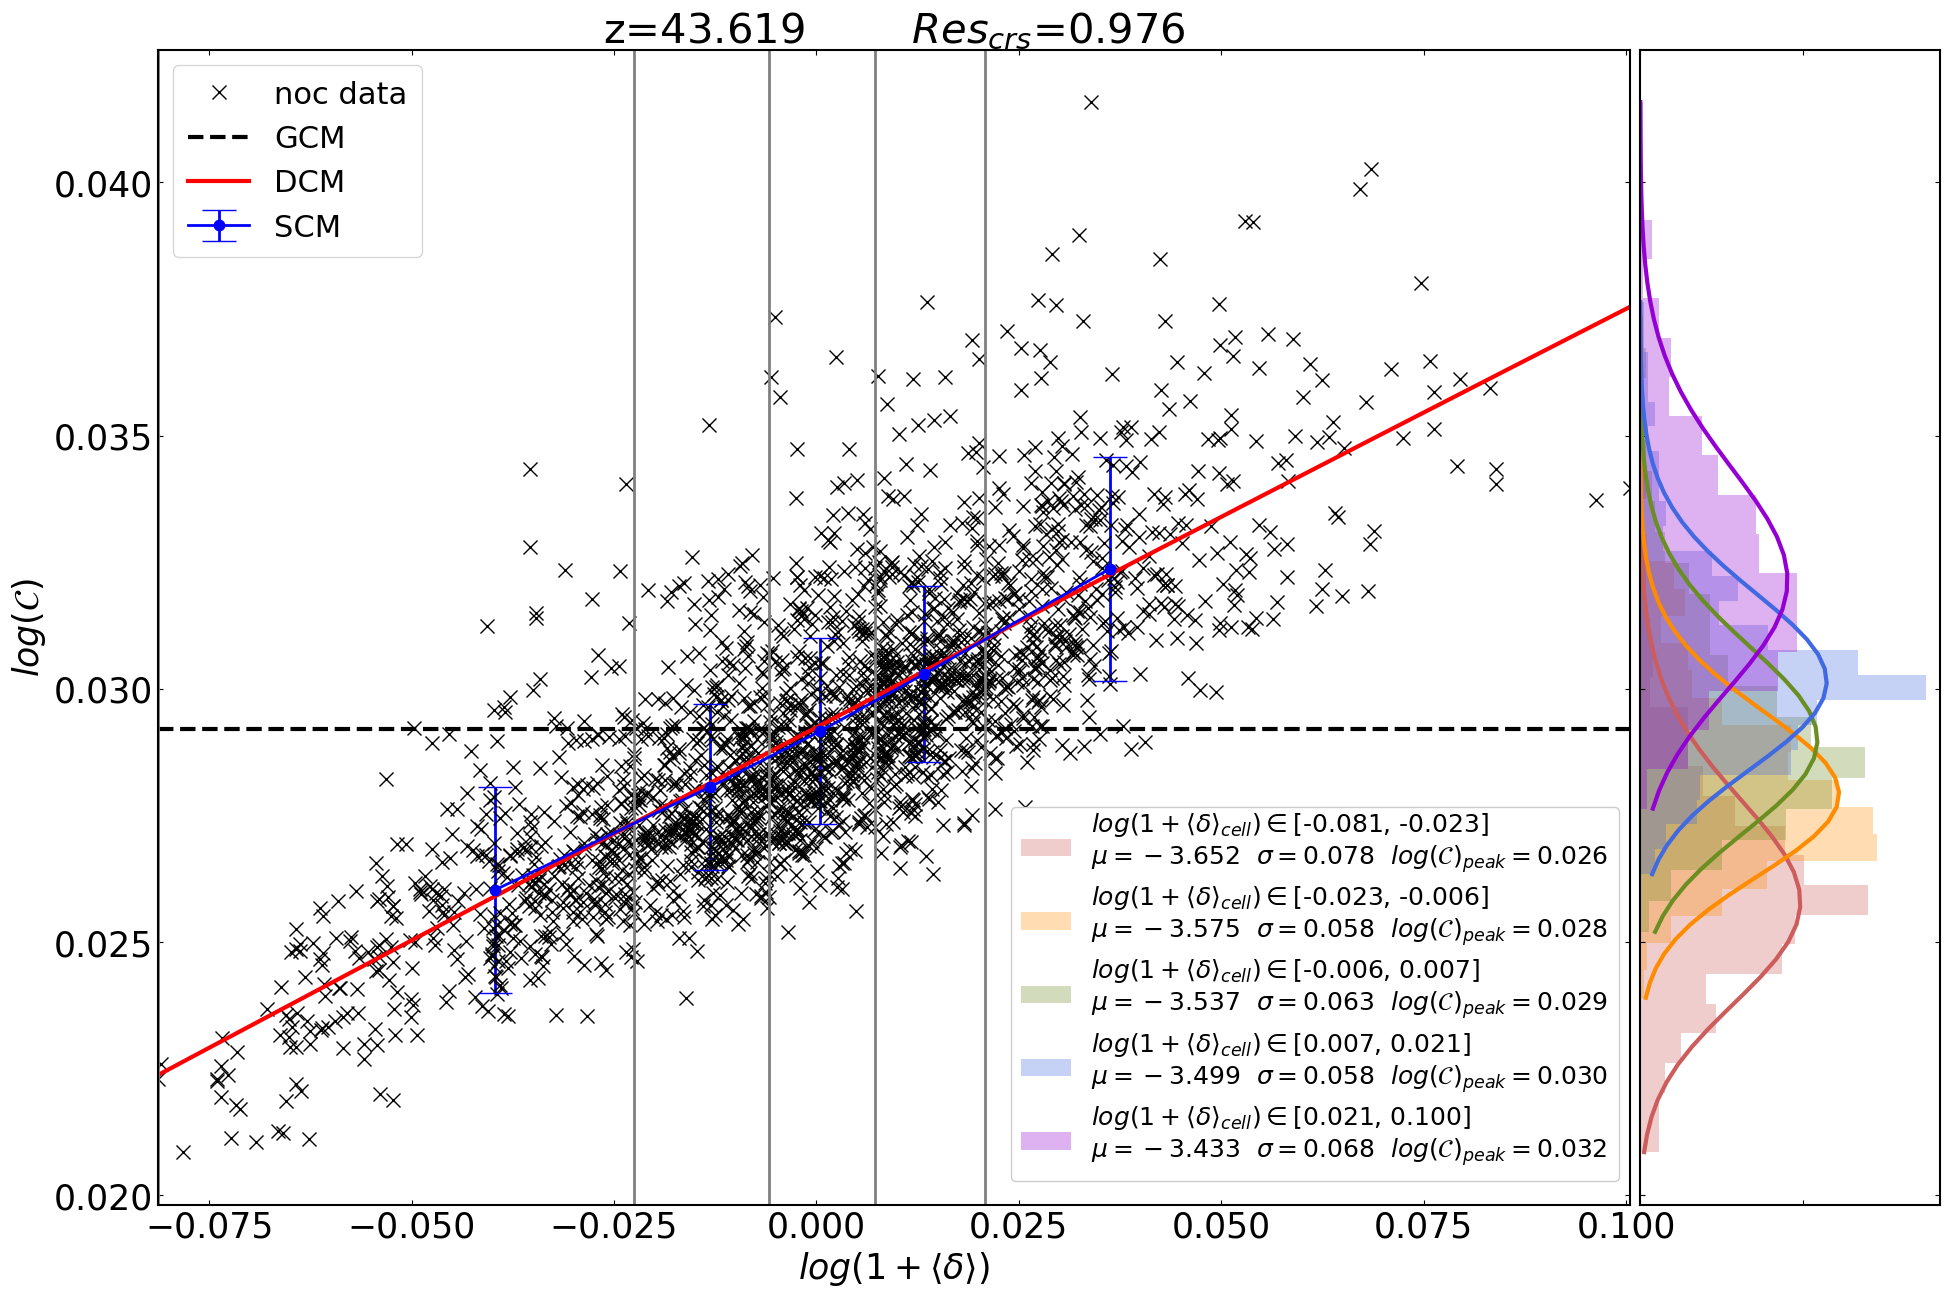 z=43.619 Res_crs=0.976
noc data
GCM
DCM
SCM
log(𝒞)
0.040
0.035
0.030
0.025
0.020
log(1 + ⟨δ⟩_cell) ∈ [-0.081, -0.023]
μ = −3.652 σ = 0.078 log(𝒞)_peak = 0.026
log(1 + ⟨δ⟩_cell) ∈ [-0.023, -0.006]
μ = −3.575 σ = 0.058 log(𝒞)_peak = 0.028
log(1 + ⟨δ⟩_cell) ∈ [-0.006, 0.007]
μ = −3.537 σ = 0.063 log(𝒞)_peak = 0.029
log(1 + ⟨δ⟩_cell) ∈ [0.007, 0.021]
μ = −3.499 σ = 0.058 log(𝒞)_peak = 0.030
log(1 + ⟨δ⟩_cell) ∈ [0.021, 0.100]
μ = −3.433 σ = 0.068 log(𝒞)_peak = 0.032
−0.075 −0.050 −0.025 0.000 0.025 0.050 0.075 0.100
log(1 + ⟨δ⟩)